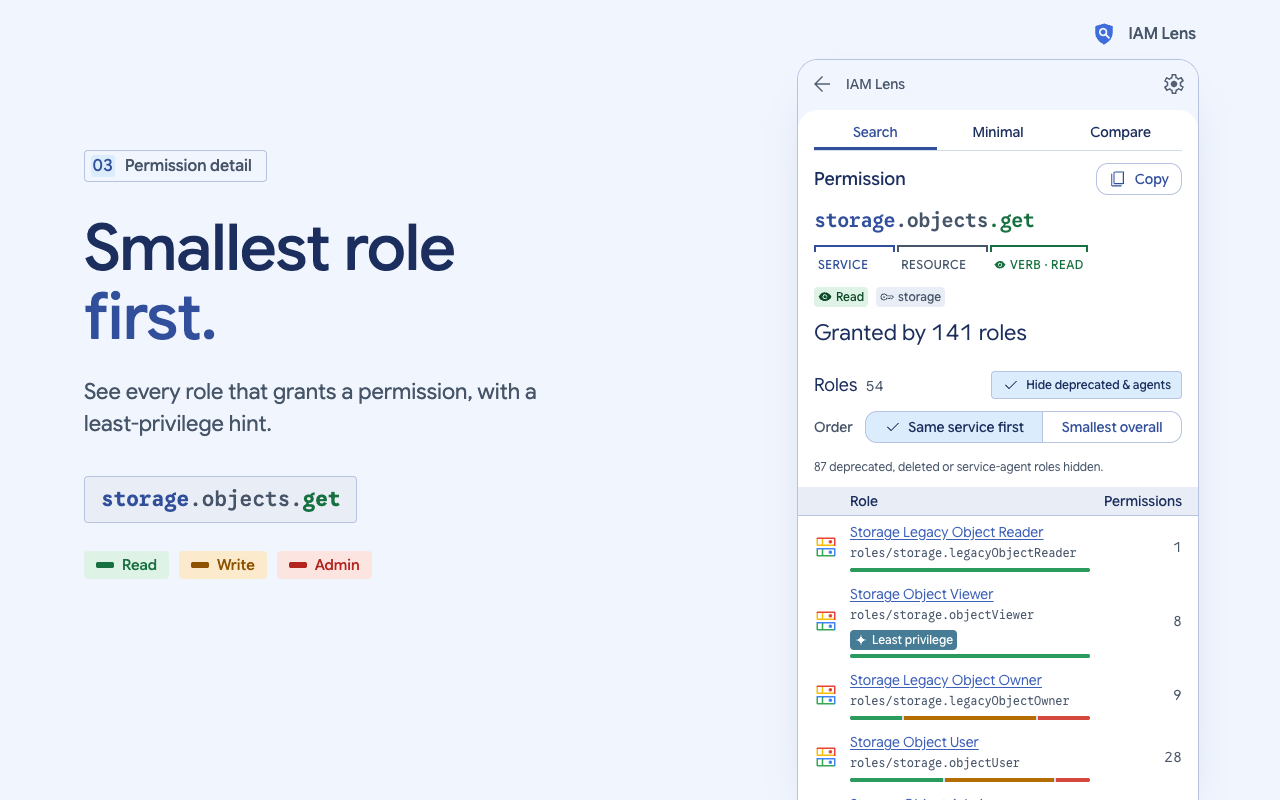 IAM Lens
03 Permission detail
Smallest role
first.
See every role that grants a permission, with a
least-privilege hint.
storage.objects.get
Read Write Admin
IAM Lens
Search Minimal Compare
Permission Copy
storage.objects.get
SERVICE RESOURCE VERB · READ
Read storage
Granted by 141 roles
Roles 54 Hide deprecated & agents
Order Same service first Smallest overall
87 deprecated, deleted or service-agent roles hidden.
Role Permissions
Storage Legacy Object Reader
roles/storage.legacyObjectReader
1
Storage Object Viewer
roles/storage.objectViewer
8
Least privilege
Storage Legacy Object Owner
roles/storage.legacyObjectOwner
9
Storage Object User
roles/storage.objectUser
28